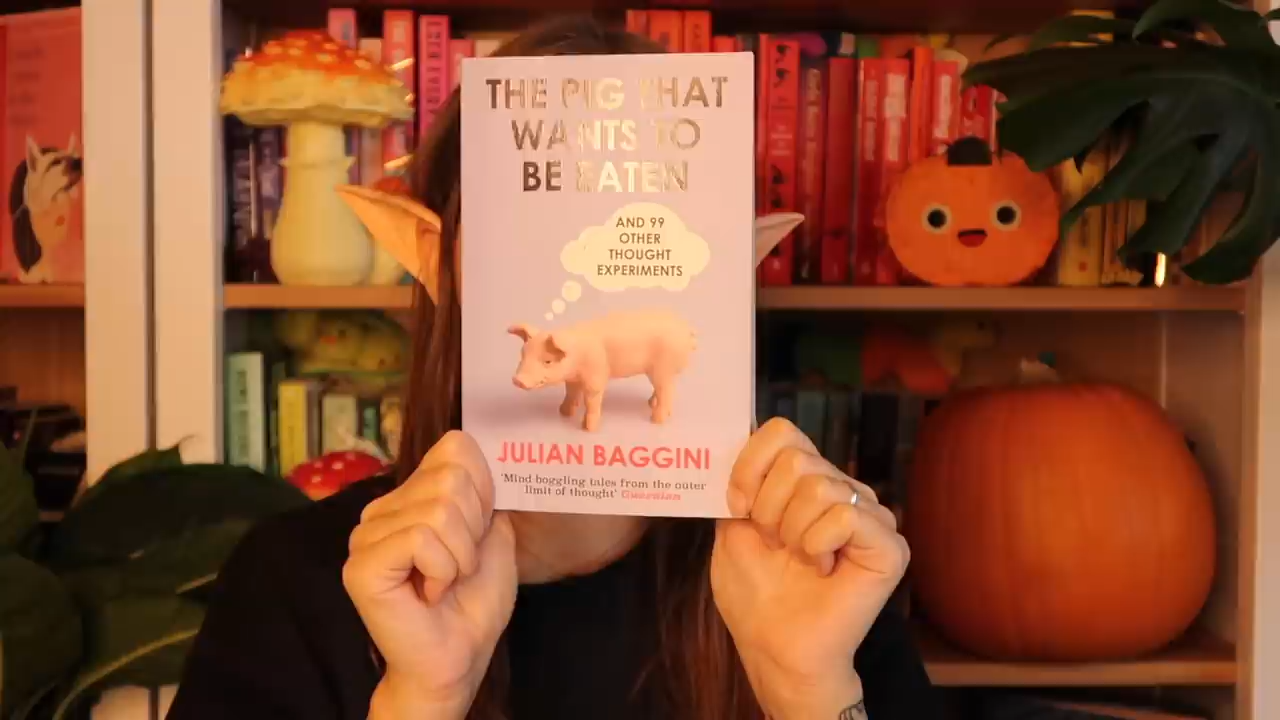 THE PIG THAT
WANTS TO
BE EATEN
AND 99
OTHER
THOUGHT
EXPERIMENTS
JULIAN BAGGINI
'Mind boggling tales from the outer
limit of thought' Guardian